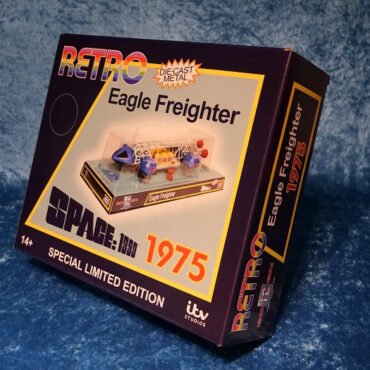 RETRO
DIE-CAST
METAL
Eagle Freighter
Eagle Freighter
SPACE: 1999
1975
14+
SPECIAL LIMITED EDITION
itv
STUDIOS
RETRO
Eagle Freighter
1975